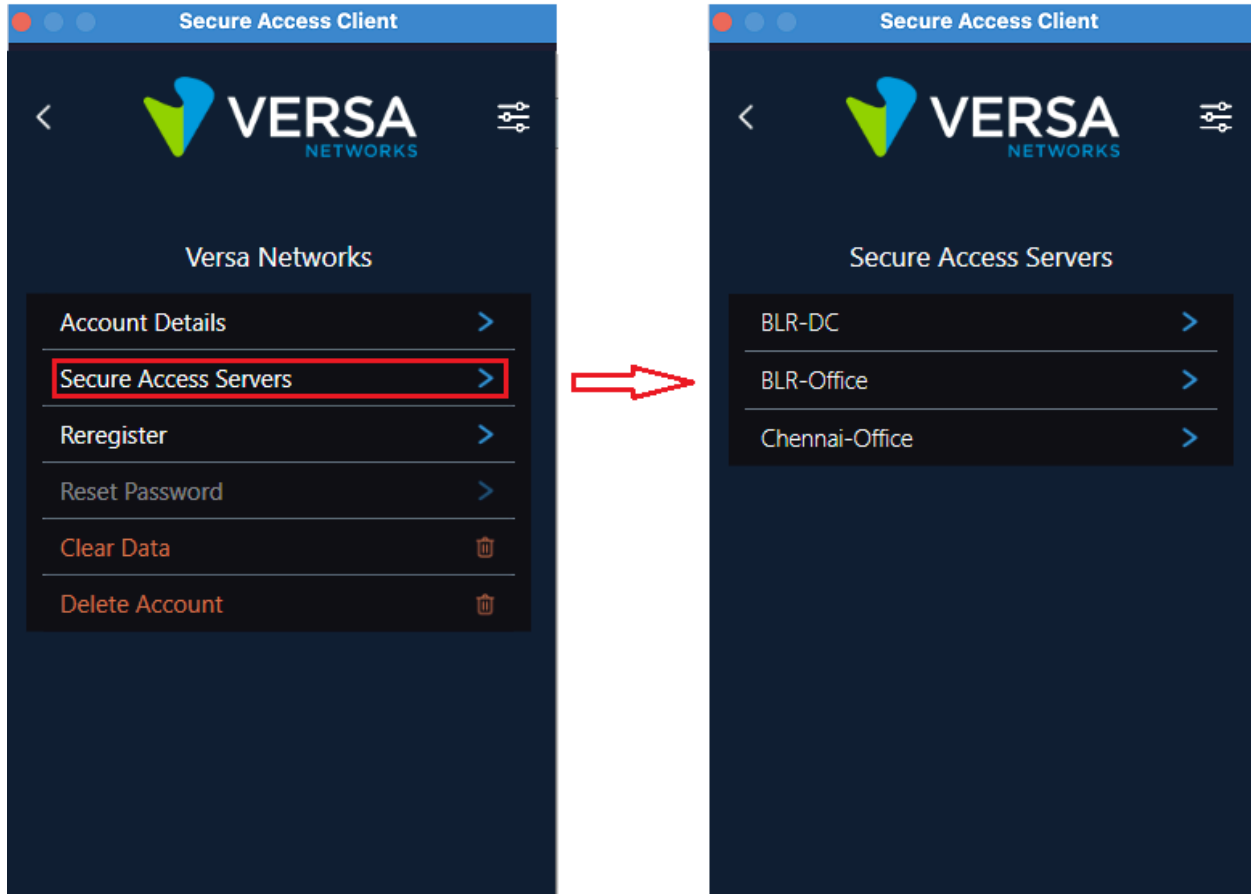 Secure Access Client
VERSA
NETWORKS
Versa Networks
Account Details
Secure Access Servers
Reregister
Reset Password
Clear Data
Delete Account
Secure Access Client
VERSA
NETWORKS
Secure Access Servers
BLR-DC
BLR-Office
Chennai-Office